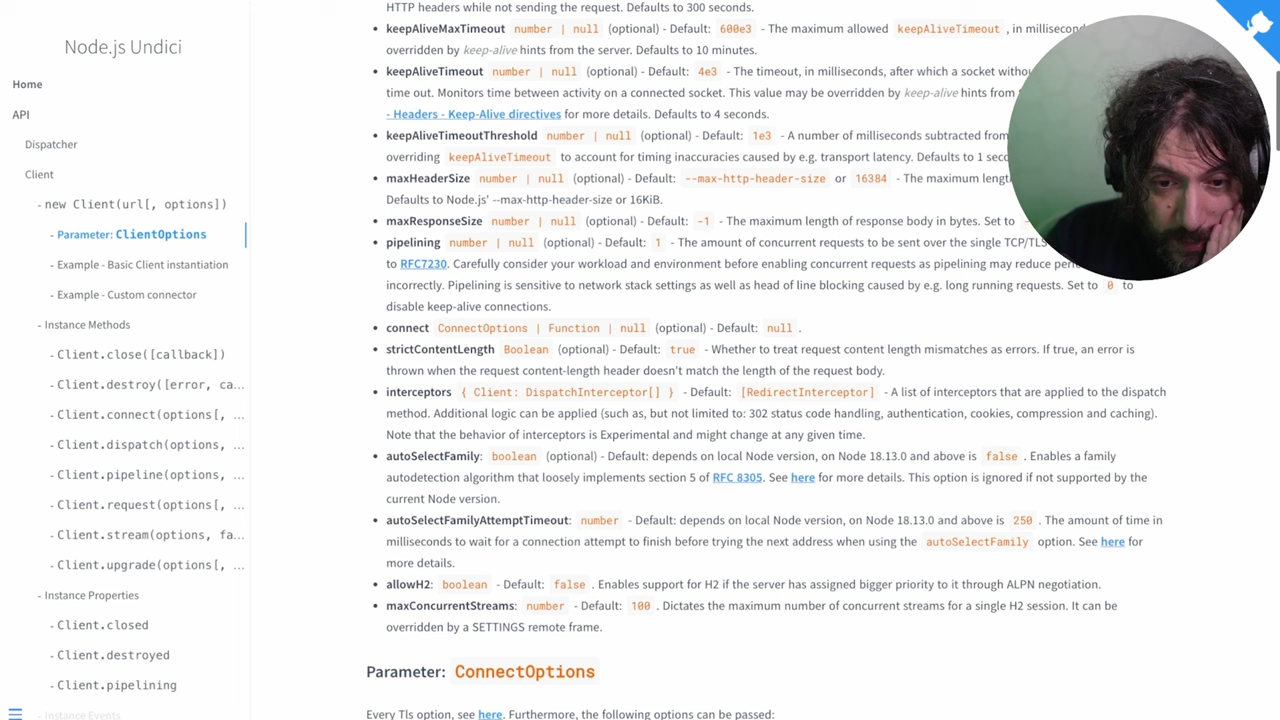 Node.js Undici
Home
API
Dispatcher
Client
- new Client(url[, options])
- Parameter: ClientOptions
- Example - Basic Client instantiation
- Example - Custom connector
- Instance Methods
- Client.close([callback])
- Client.destroy([error, ca...
- Client.connect(options[, ...
- Client.dispatch(options, ...
- Client.pipeline(options, ...
- Client.request(options[, ...
- Client.stream(options, fa...
- Client.upgrade(options[, ...
- Instance Properties
- Client.closed
- Client.destroyed
- Client.pipelining
- Instance Events
HTTP headers while not sending the request. Defaults to 300 seconds.
• keepAliveMaxTimeout number | null (optional) - Default: 600e3 - The maximum allowed keepAliveTimeout , in milliseconds
overridden by keep-alive hints from the server. Defaults to 10 minutes.
• keepAliveTimeout number | null (optional) - Default: 4e3 - The timeout, in milliseconds, after which a socket
time out. Monitors time between activity on a connected socket. This value may be overridden by keep-alive hints from
- Headers - Keep-Alive directives for more details. Defaults to 4 seconds.
• keepAliveTimeoutThreshold number | null (optional) - Default: 1e3 - A number of milliseconds subtracted from
overriding keepAliveTimeout to account for timing inaccuracies caused by e.g. transport latency. Defaults to 1
• maxHeaderSize number | null (optional) - Default: --max-http-header-size or 16384 - The maximum
Defaults to Node.js' --max-http-header-size or 16KiB.
• maxResponseSize number | null (optional) - Default: -1 - The maximum length of response body in bytes. Set to
• pipelining number | null (optional) - Default: 1 - The amount of concurrent requests to be sent over the single
to RFC7230. Carefully consider your workload and environment before enabling concurrent requests as pipelining may reduce
incorrectly. Pipelining is sensitive to network stack settings as well as head of line blocking caused by e.g. long running requests. Set to 0 to
disable keep-alive connections.
• connect ConnectOptions | Function | null (optional) - Default: null .
• strictContentLength Boolean (optional) - Default: true - Whether to treat request content length mismatches as errors. If true, an error is
thrown when the request content-length header doesn't match the length of the request body.
• interceptors { Client: DispatchInterceptor[] } - Default: [RedirectInterceptor] - A list of interceptors that are applied to the dispatch
method. Additional logic can be applied (such as, but not limited to: 302 status code handling, authentication, cookies, compression and caching).
Note that the behavior of interceptors is Experimental and might change at any given time.
• autoSelectFamily: boolean (optional) - Default: depends on local Node version, on Node 18.13.0 and above is false . Enables a family
autodetection algorithm that loosely implements section 5 of RFC 8305. See here for more details. This option is ignored if not supported by the
current Node version.
• autoSelectFamilyAttemptTimeout: number - Default: depends on local Node version, on Node 18.13.0 and above is 250 . The amount of time in
milliseconds to wait for a connection attempt to finish before trying the next address when using the autoSelectFamily option. See here for
more details.
• allowH2: boolean - Default: false . Enables support for H2 if the server has assigned bigger priority to it through ALPN negotiation.
• maxConcurrentStreams: number - Default: 100 . Dictates the maximum number of concurrent streams for a single H2 session. It can be
overridden by a SETTINGS remote frame.
Parameter: ConnectOptions
Every Tls option, see here. Furthermore, the following options can be passed: